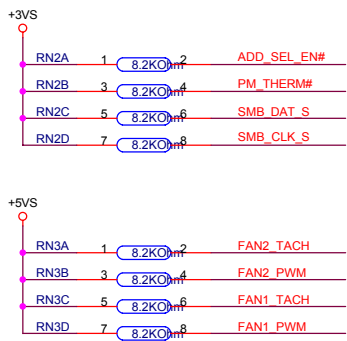 +3VS
RN2A 1 8.2KOhm 2 ADD_SEL_EN#
RN2B 3 8.2KOhm 4 PM_THERM#
RN2C 5 8.2KOhm 6 SMB_DAT_S
RN2D 7 8.2KOhm 8 SMB_CLK_S
+5VS
RN3A 1 8.2KOhm 2 FAN2_TACH
RN3B 3 8.2KOhm 4 FAN2_PWM
RN3C 5 8.2KOhm 6 FAN1_TACH
RN3D 7 8.2KOhm 8 FAN1_PWM